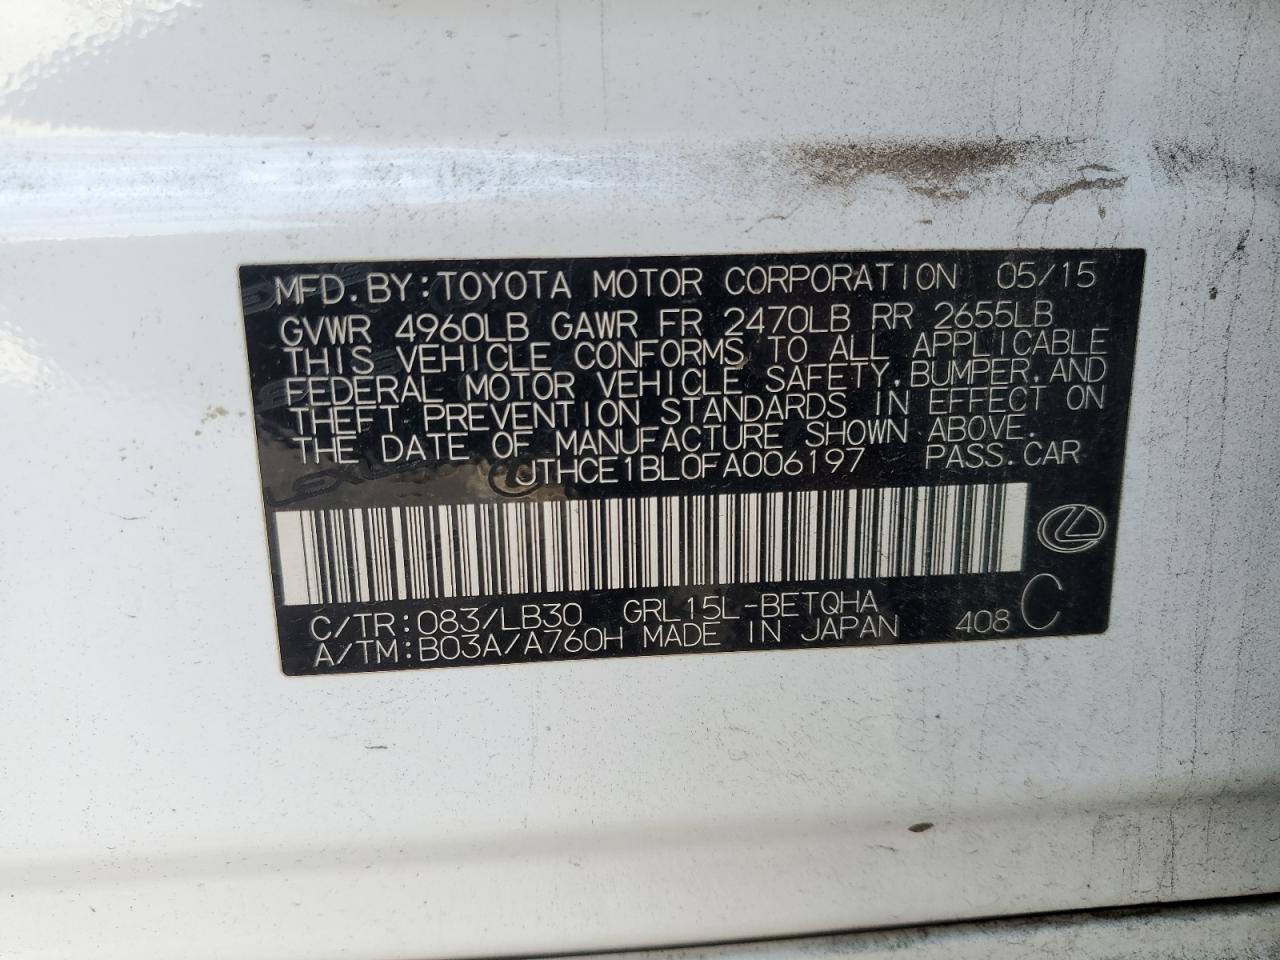 MFD.BY:TOYOTA MOTOR CORPORATION 05/15
GVWR 4960LB GAWR FR 2470LB RR 2655LB
THIS VEHICLE CONFORMS TO ALL APPLICABLE
FEDERAL MOTOR VEHICLE SAFETY,BUMPER,AND
THEFT PREVENTION STANDARDS IN EFFECT ON
THE DATE OF MANUFACTURE SHOWN ABOVE.
JTHCE1BL0FA006197 PASS.CAR
C/TR:083/LB30 GRL15L-BETQHA
A/TM:B03A/A760H MADE IN JAPAN 408 C